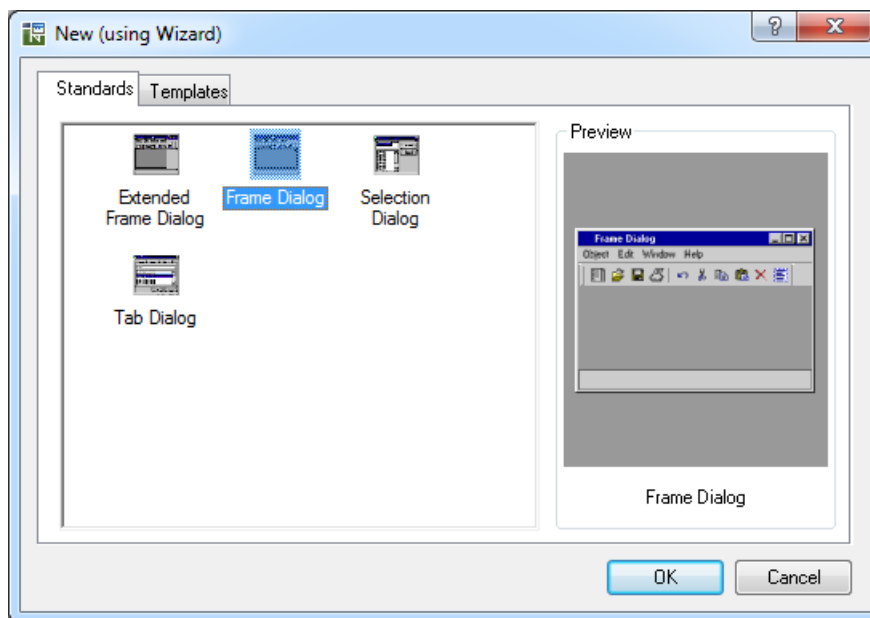 New (using Wizard)
Standards
Templates
Extended
Frame Dialog
Frame Dialog
Selection
Dialog
Tab Dialog
Preview
Frame Dialog
Object Edit Window Help
Frame Dialog
OK
Cancel